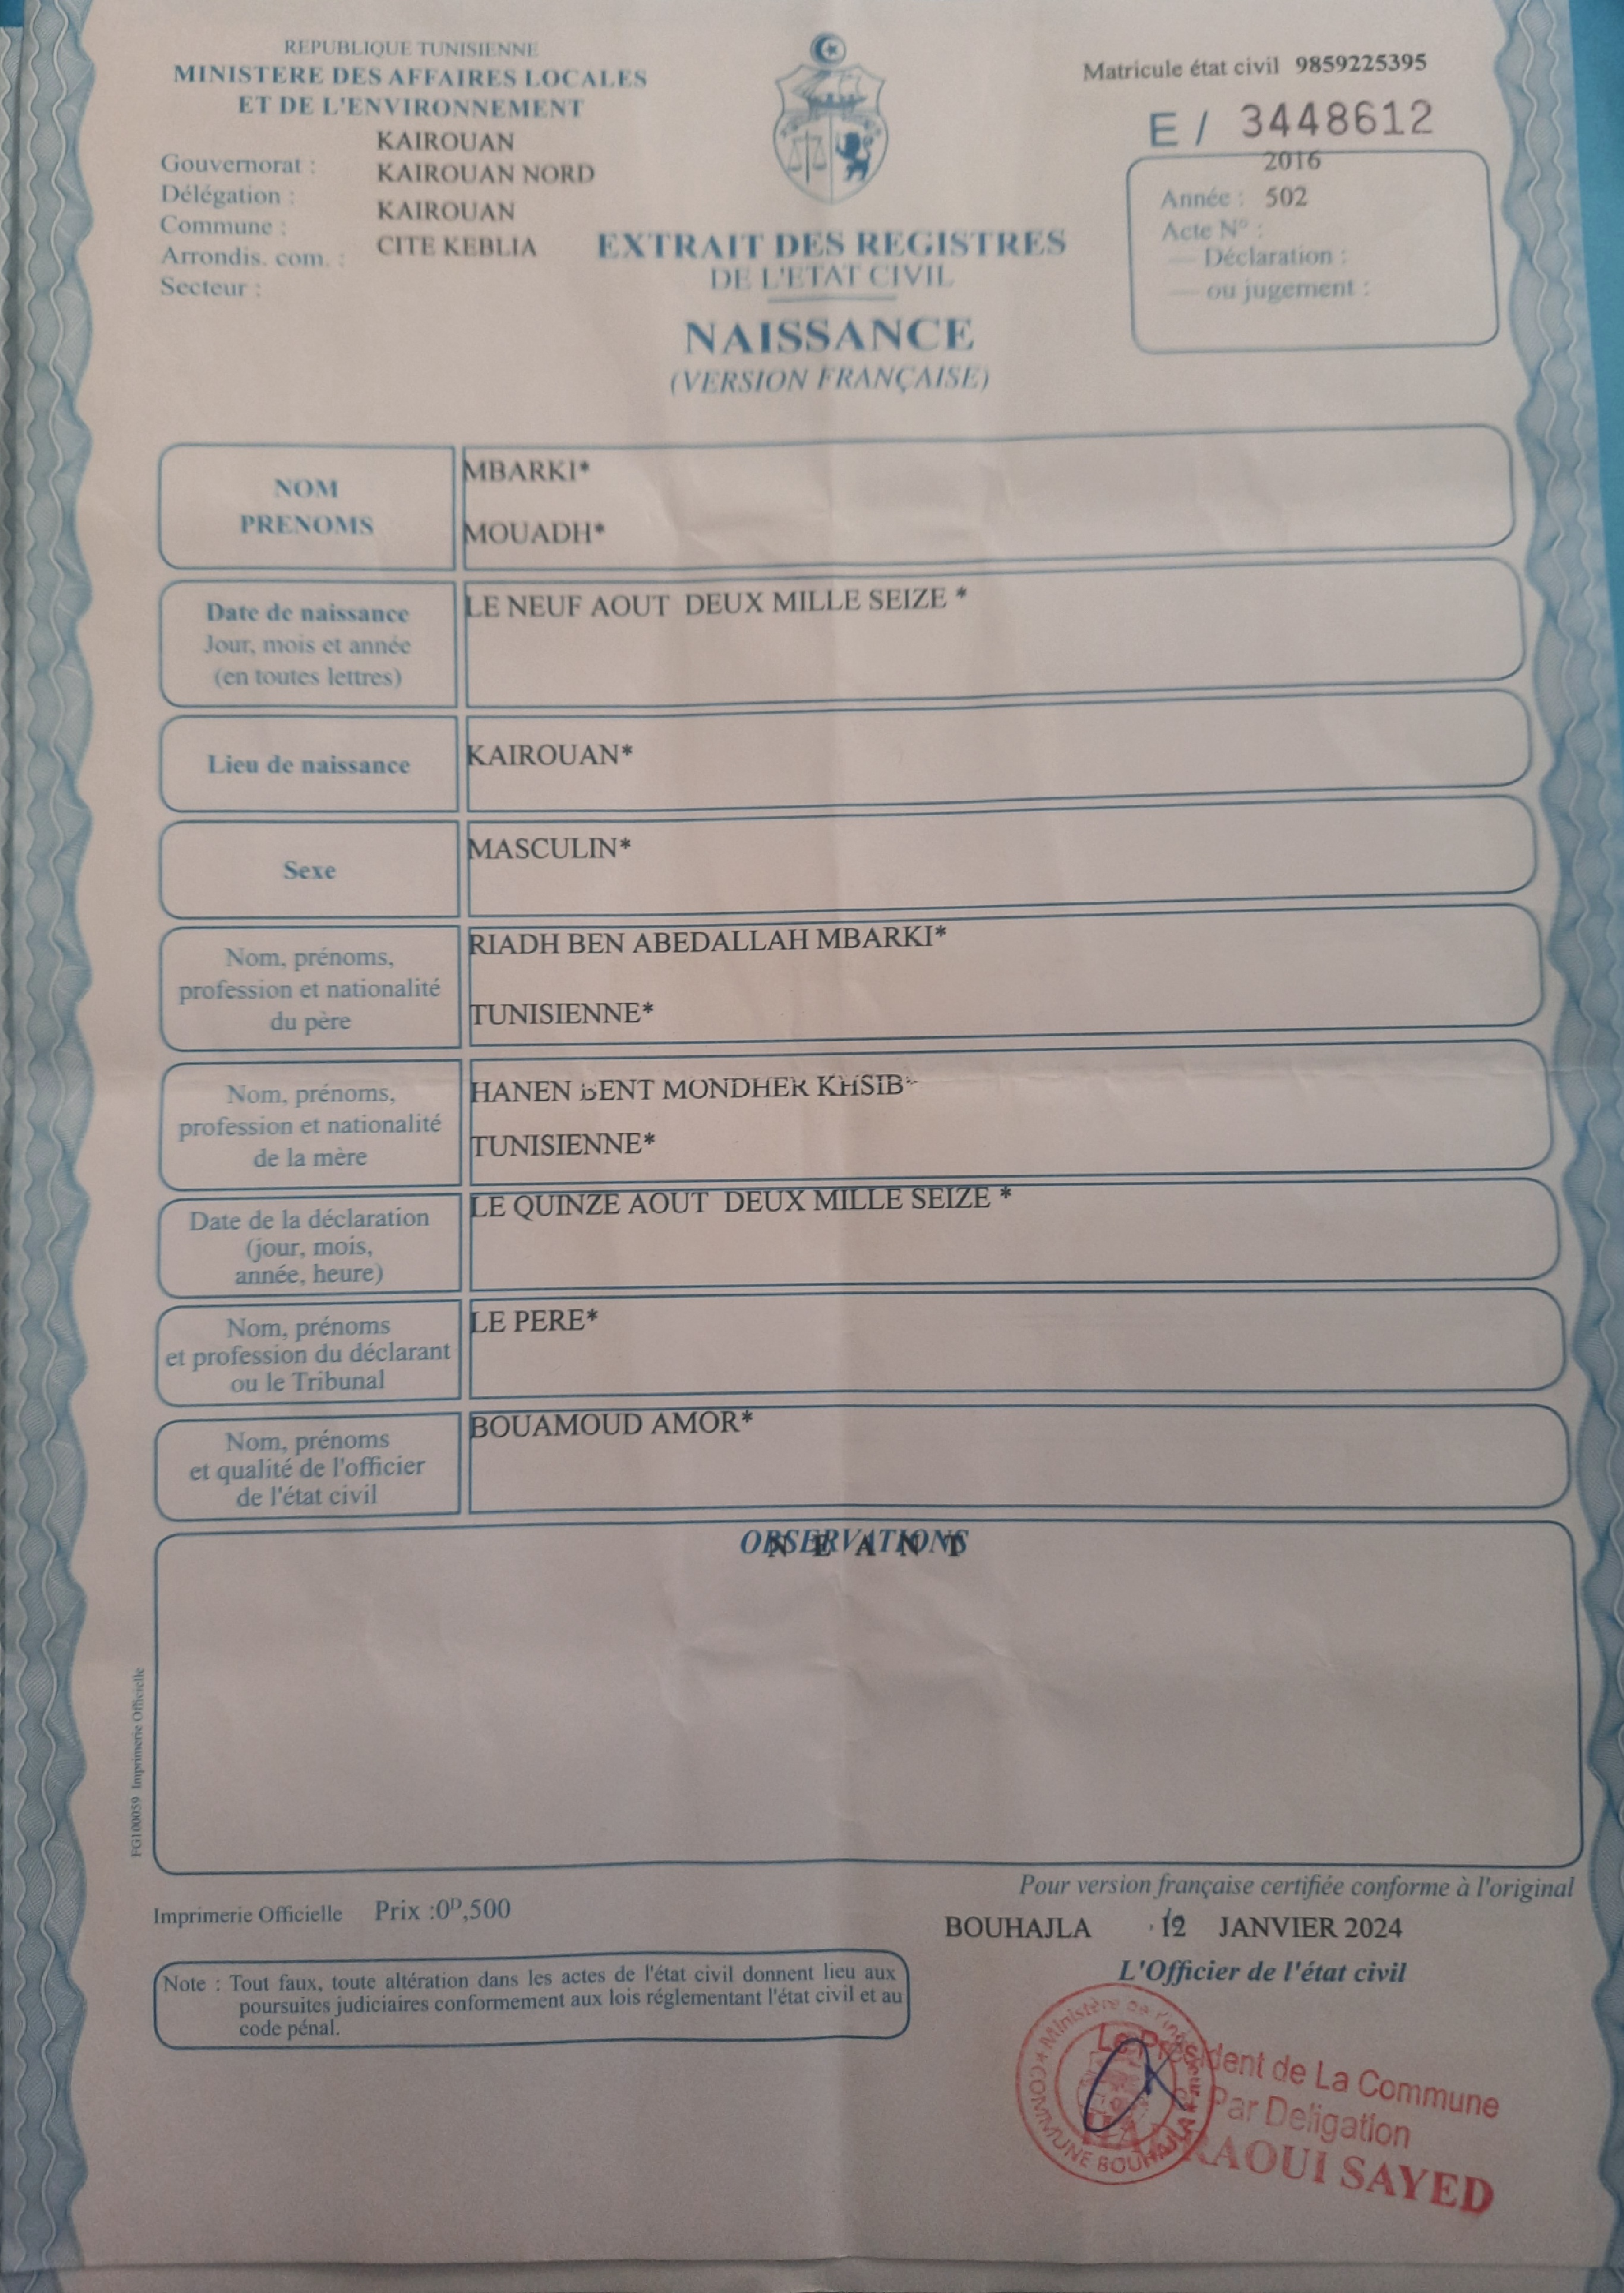 REPUBLIQUE TUNISIENNE
MINISTERE DES AFFAIRES LOCALES
ET DE L'ENVIRONNEMENT
KAIROUAN
Gouvernorat :
KAIROUAN NORD
Délégation :
KAIROUAN
Commune :
CITE KEBLIA
Arrondis. com. :
Secteur :
Matricule état civil 9859225395
E / 3448612
2016
Année : 502
Acte N° :
— Déclaration :
— ou jugement :
EXTRAIT DES REGISTRES
DE L'ETAT CIVIL
NAISSANCE
(VERSION FRANÇAISE)
NOM
PRENOMS
MBARKI*
MOUADH*
Date de naissance
Jour, mois et année
(en toutes lettres)
LE NEUF AOUT DEUX MILLE SEIZE *
Lieu de naissance
KAIROUAN*
Sexe
MASCULIN*
Nom, prénoms,
profession et nationalité
du père
RIADH BEN ABEDALLAH MBARKI*
TUNISIENNE*
Nom, prénoms,
profession et nationalité
de la mère
HANEN BENT MONDHER KHSIB*
TUNISIENNE*
Date de la déclaration
(jour, mois,
année, heure)
LE QUINZE AOUT DEUX MILLE SEIZE *
Nom, prénoms
et profession du déclarant
ou le Tribunal
LE PERE*
Nom, prénoms
et qualité de l'officier
de l'état civil
BOUAMOUD AMOR*
OBSERVATIONS
N E A N T
FG100059 Imprimerie Officielle
Imprimerie Officielle Prix :0ᴰ,500
Pour version française certifiée conforme à l'original
BOUHAJLA 12 JANVIER 2024
L'Officier de l'état civil
Note : Tout faux, toute altération dans les actes de l'état civil donnent lieu aux
poursuites judiciaires conformement aux lois réglementant l'état civil et au
code pénal.
Ministère de l'intérieur
COMMUNE BOUHAJLA
Le Président de La Commune
Par Deligation
SAYED